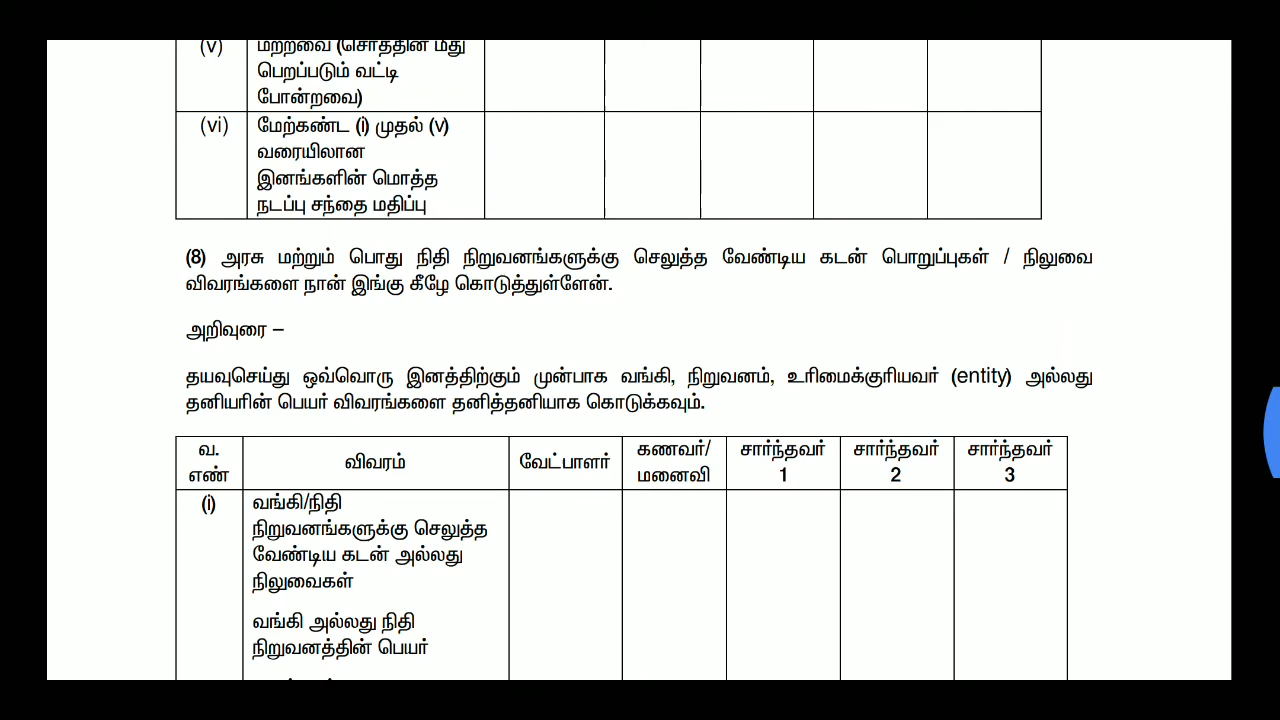 (v) மற்றவை (சொத்தின் மீது
பெறப்படும் வட்டி
போன்றவை)
(vi) மேற்கண்ட (i) முதல் (v)
வரையிலான
இனங்களின் மொத்த
நடப்பு சந்தை மதிப்பு
(8) அரசு மற்றும் பொது நிதி நிறுவனங்களுக்கு செலுத்த வேண்டிய கடன் பொறுப்புகள் / நிலுவை
விவரங்களை நான் இங்கு கீழே கொடுத்துள்ளேன்.
அறிவுரை –
தயவுசெய்து ஒவ்வொரு இனத்திற்கும் முன்பாக வங்கி, நிறுவனம், உரிமைக்குரியவர் (entity) அல்லது
தனியரின் பெயர் விவரங்களை தனித்தனியாக கொடுக்கவும்.
வ. எண் விவரம் வேட்பாளர் கணவர்/ மனைவி சார்ந்தவர் 1 சார்ந்தவர் 2 சார்ந்தவர் 3
(i) வங்கி/நிதி
நிறுவனங்களுக்கு செலுத்த
வேண்டிய கடன் அல்லது
நிலுவைகள்
வங்கி அல்லது நிதி
நிறுவனத்தின் பெயர்